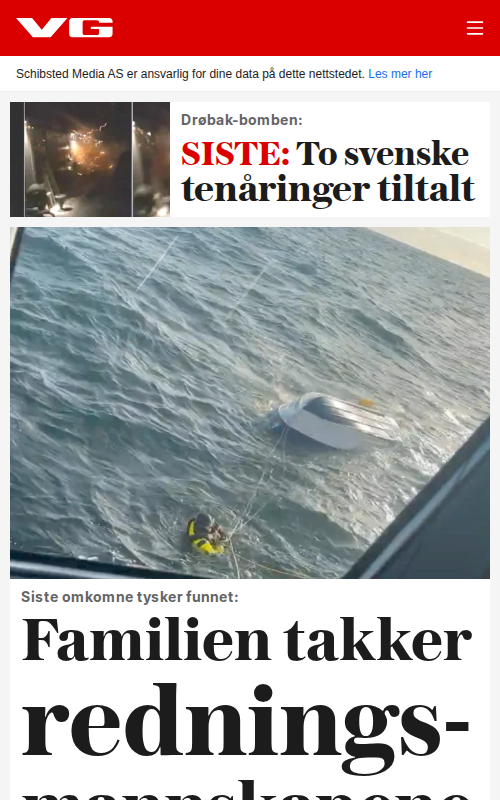 VG
Schibsted Media AS er ansvarlig for dine data på dette nettstedet. Les mer her
Drøbak-bomben:
SISTE: To svenske
tenåringer tiltalt
Siste omkomne tysker funnet:
Familien takker
rednings-
mannskapene